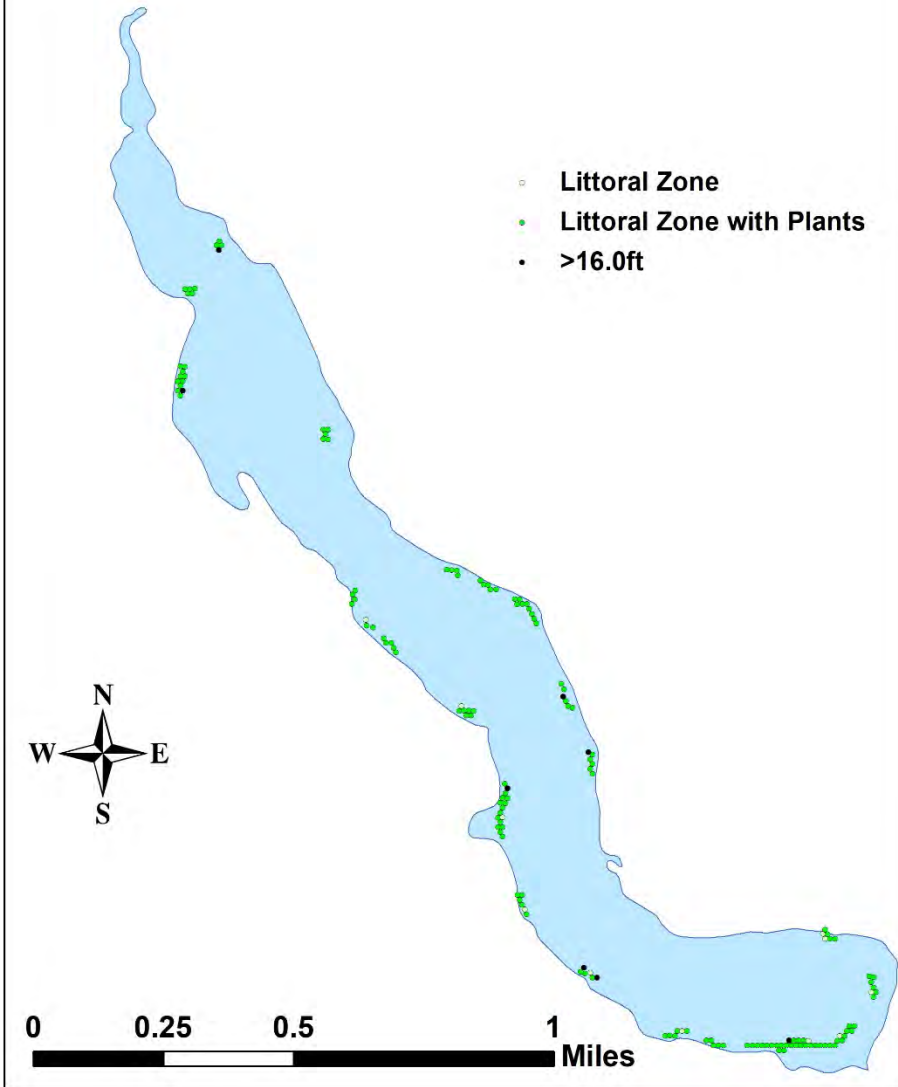 Littoral Zone
Littoral Zone with Plants
>16.0ft
N
W E
S
0 0.25 0.5 1
Miles